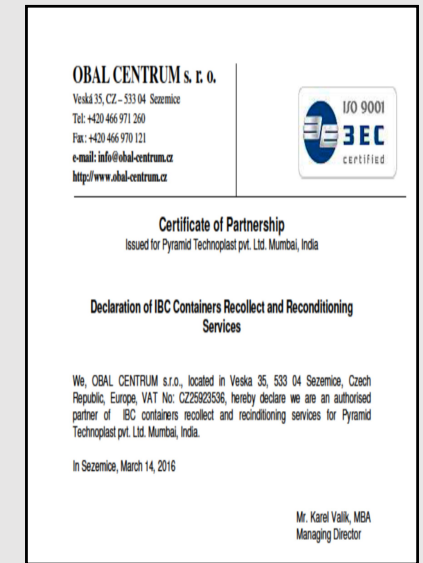 OBAL CENTRUM s. r. o.
Veská 35, CZ – 533 04 Sezemice
Tel: +420 466 971 260
Fax: +420 466 970 121
e-mail: info@obal-centrum.cz
http://www.obal-centrum.cz
ISO 9001
3EC
certified
Certificate of Partnership
Issued for Pyramid Technoplast pvt. Ltd. Mumbai, India
Declaration of IBC Containers Recollect and Reconditioning
Services
We, OBAL CENTRUM s.r.o., located in Veska 35, 533 04 Sezemice, Czech
Republic, Europe, VAT No: CZ25923536, hereby declare we are an authorised
partner of IBC containers recollect and recinditioning services for Pyramid
Technoplast pvt. Ltd. Mumbai, India.
In Sezemice, March 14, 2016
Mr. Karel Valik, MBA
Managing Director